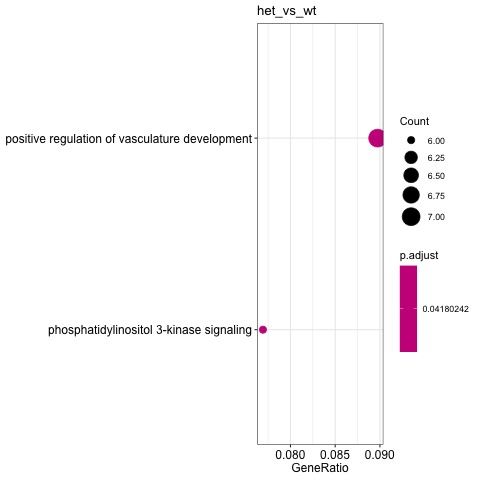 het_vs_wt
positive regulation of vasculature development
phosphatidylinositol 3-kinase signaling
0.080 0.085 0.090
GeneRatio
Count
6.00
6.25
6.50
6.75
7.00
p.adjust
0.04180242